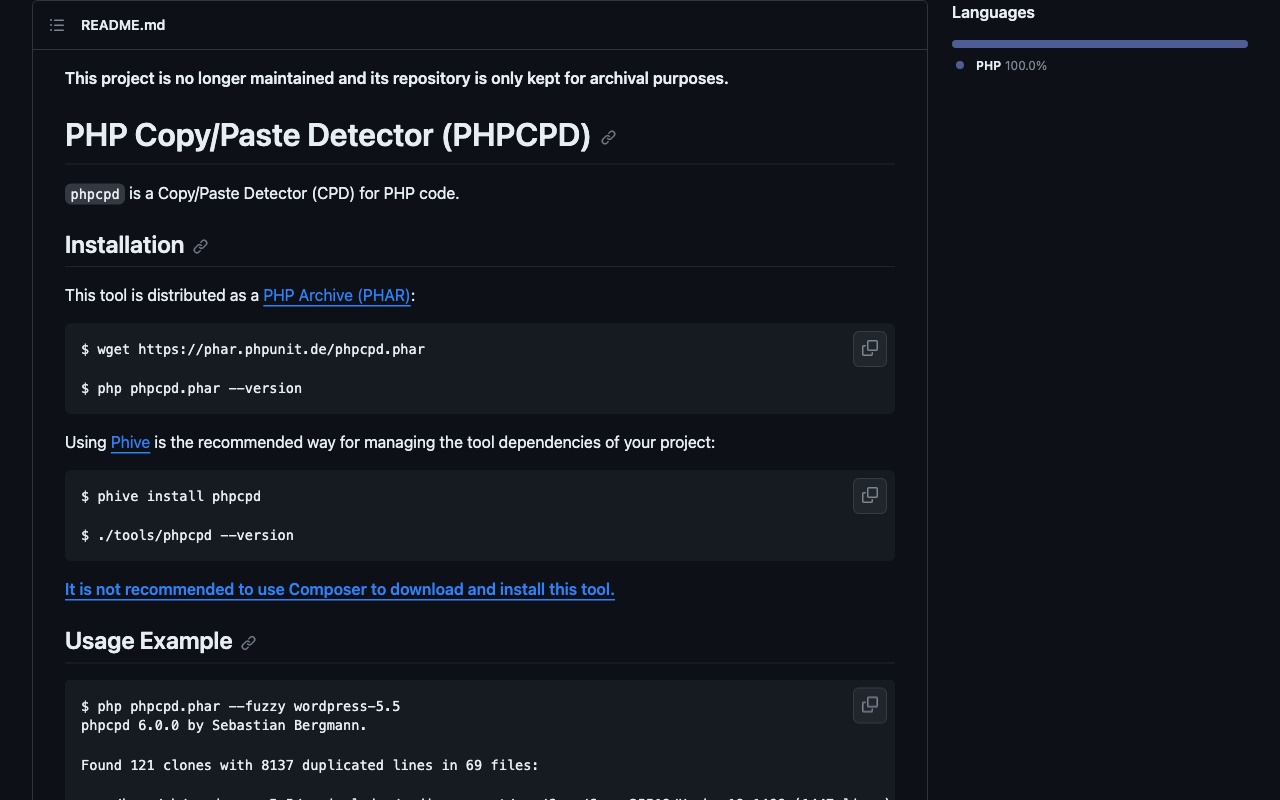 README.md
This project is no longer maintained and its repository is only kept for archival purposes.
PHP Copy/Paste Detector (PHPCPD)
phpcpd is a Copy/Paste Detector (CPD) for PHP code.
Installation
This tool is distributed as a PHP Archive (PHAR):
$ wget https://phar.phpunit.de/phpcpd.phar
$ php phpcpd.phar --version
Using Phive is the recommended way for managing the tool dependencies of your project:
$ phive install phpcpd
$ ./tools/phpcpd --version
It is not recommended to use Composer to download and install this tool.
Usage Example
$ php phpcpd.phar --fuzzy wordpress-5.5
phpcpd 6.0.0 by Sebastian Bergmann.
Found 121 clones with 8137 duplicated lines in 69 files:
Languages
PHP 100.0%